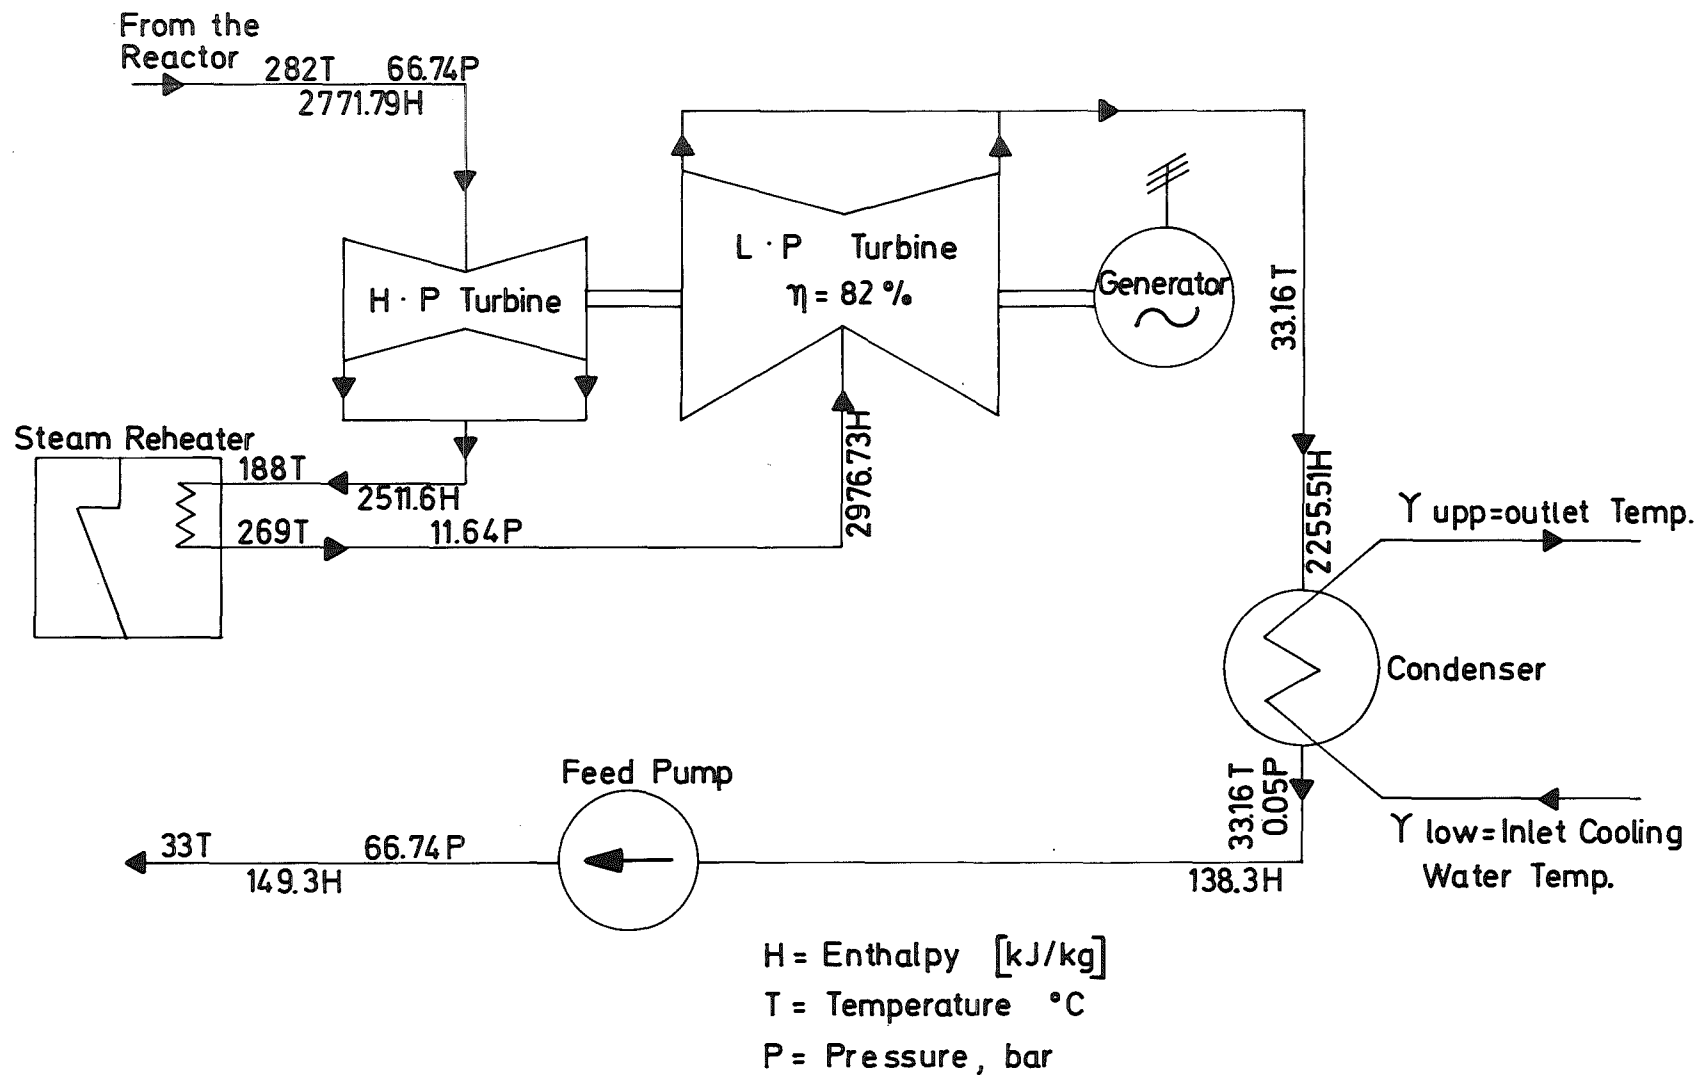 From the
Reactor
282T 66.74P
2771.79H
H·P Turbine
L·P Turbine
η = 82 %
Generator
33.16T
Steam Reheater
188T
2511.6H
269T 11.64P
2976.73H
2255.51H
ϒ upp=outlet Temp.
Condenser
ϒ low=Inlet Cooling
Water Temp.
33.16T
0.05P
138.3H
Feed Pump
33T 66.74P
149.3H
H = Enthalpy [kJ/kg]
T = Temperature °C
P = Pressure, bar